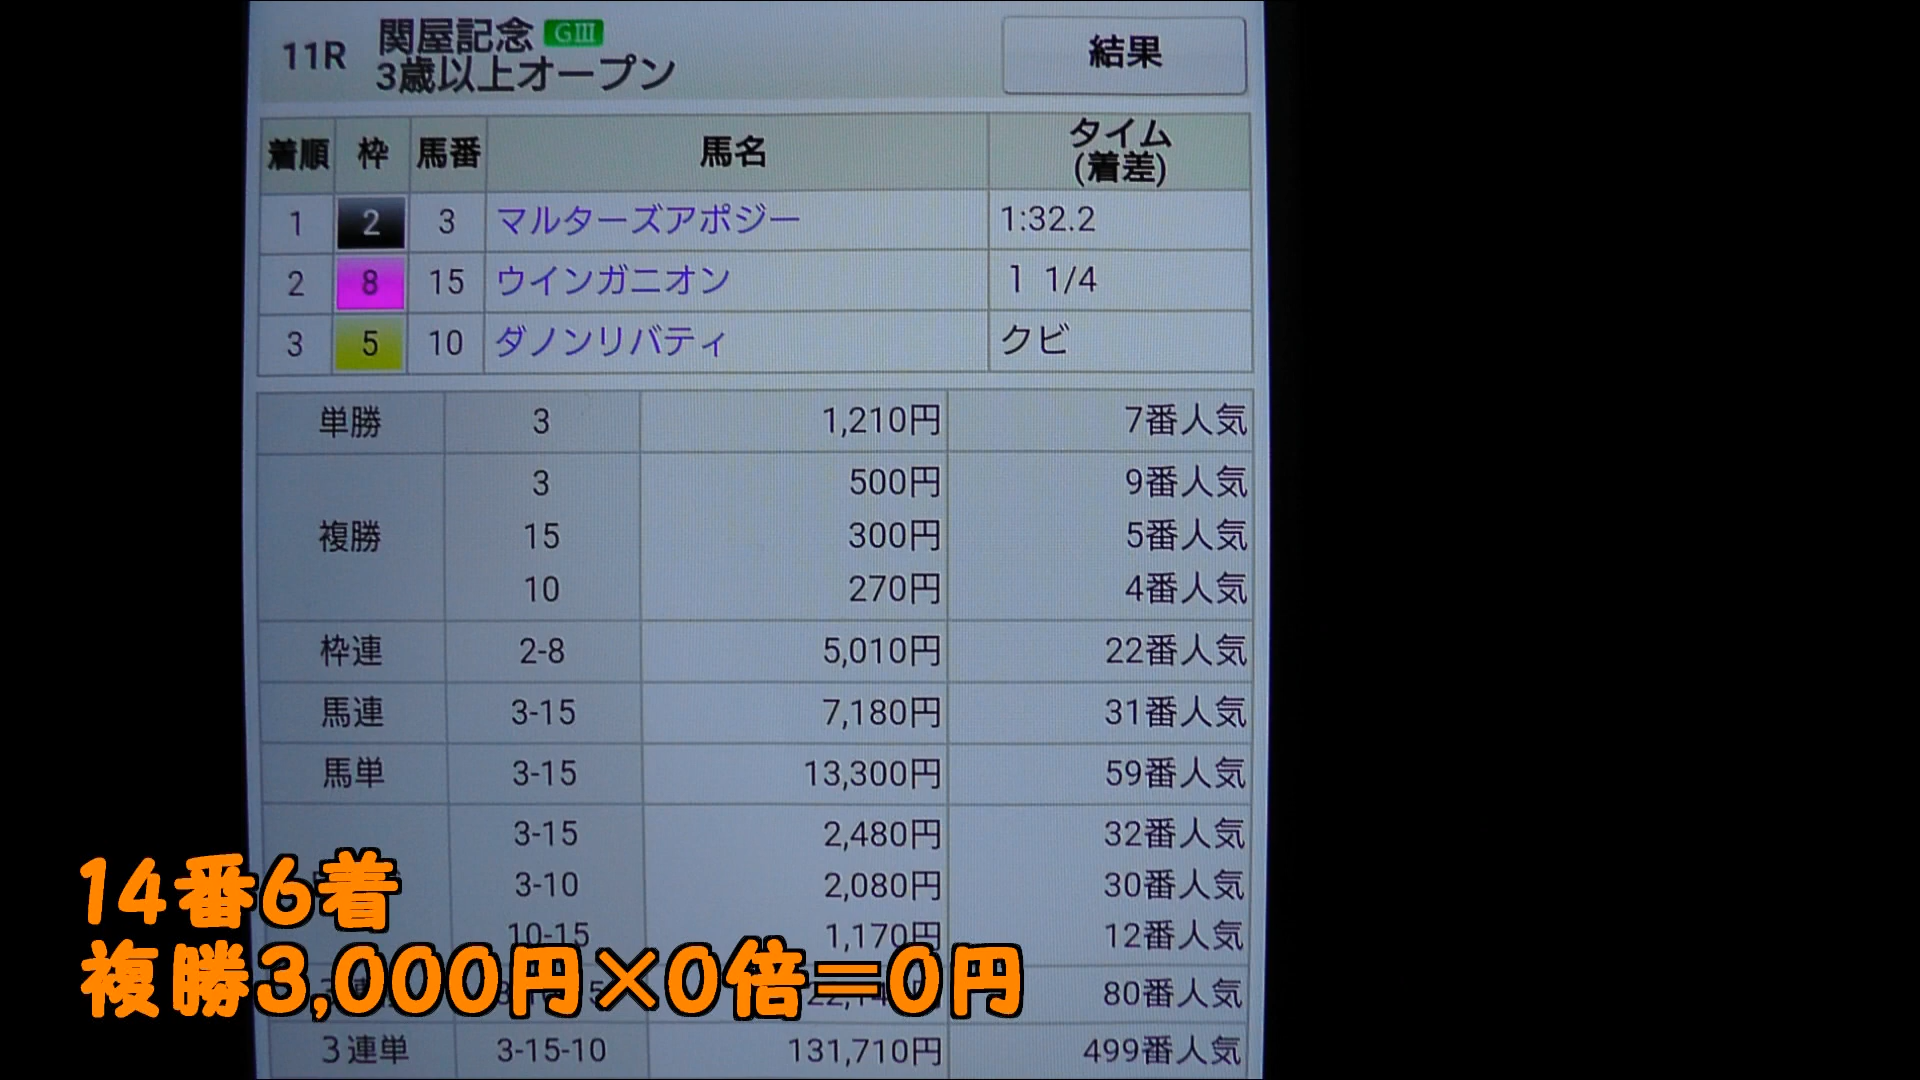 11R 関屋記念 GⅢ
3歳以上オープン
結果
着順 枠 馬番 馬名 タイム(着差)
1 2 3 マルターズアポジー 1:32.2
2 8 15 ウインガニオン 1 1/4
3 5 10 ダノンリバティ クビ
単勝 3 1,210円 7番人気
複勝 3 500円 9番人気
15 300円 5番人気
10 270円 4番人気
枠連 2-8 5,010円 22番人気
馬連 3-15 7,180円 31番人気
馬単 3-15 13,300円 59番人気
3-15 2,480円 32番人気
3-10 2,080円 30番人気
10-15 1,170円 12番人気
80番人気
3連単 3-15-10 131,710円 499番人気
14番6着
複勝3,000円×0倍=0円